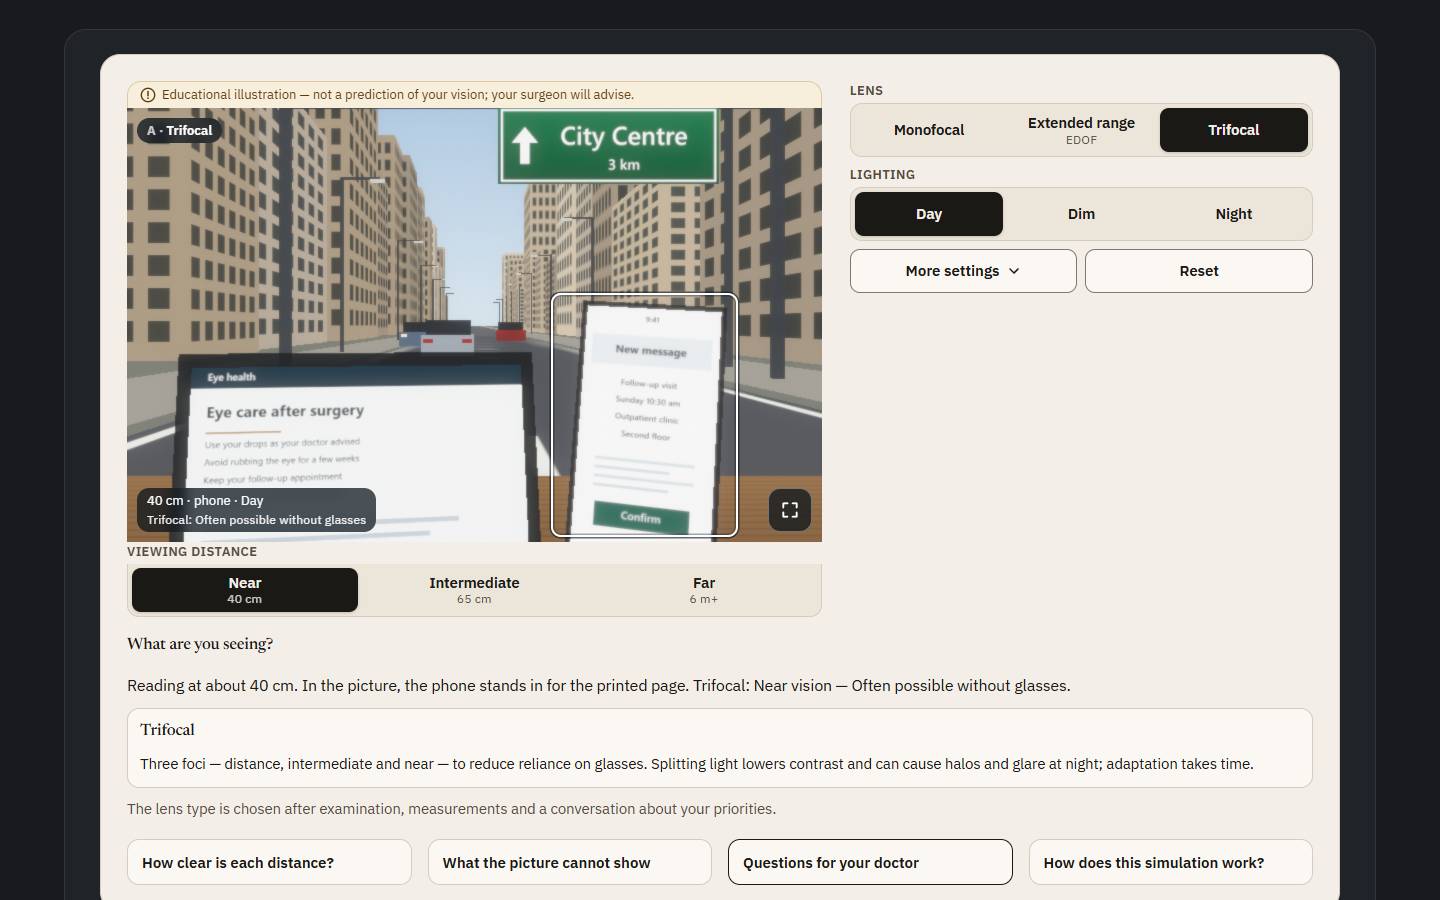 Educational illustration — not a prediction of your vision; your surgeon will advise.
A · Trifocal
City Centre
3 km
9:41
New message
Follow-up visit
Sunday 10:30 am
Outpatient clinic
Second floor
Confirm
Eye health
Eye care after surgery
Use your drops as your doctor advised
Avoid rubbing the eye for a few weeks
Keep your follow-up appointment
40 cm · phone · Day
Trifocal: Often possible without glasses
VIEWING DISTANCE
Near
40 cm
Intermediate
65 cm
Far
6 m+
LENS
Monofocal
Extended range
EDOF
Trifocal
LIGHTING
Day
Dim
Night
More settings
Reset
What are you seeing?
Reading at about 40 cm. In the picture, the phone stands in for the printed page. Trifocal: Near vision — Often possible without glasses.
Trifocal
Three foci — distance, intermediate and near — to reduce reliance on glasses. Splitting light lowers contrast and can cause halos and glare at night; adaptation takes time.
The lens type is chosen after examination, measurements and a conversation about your priorities.
How clear is each distance?
What the picture cannot show
Questions for your doctor
How does this simulation work?